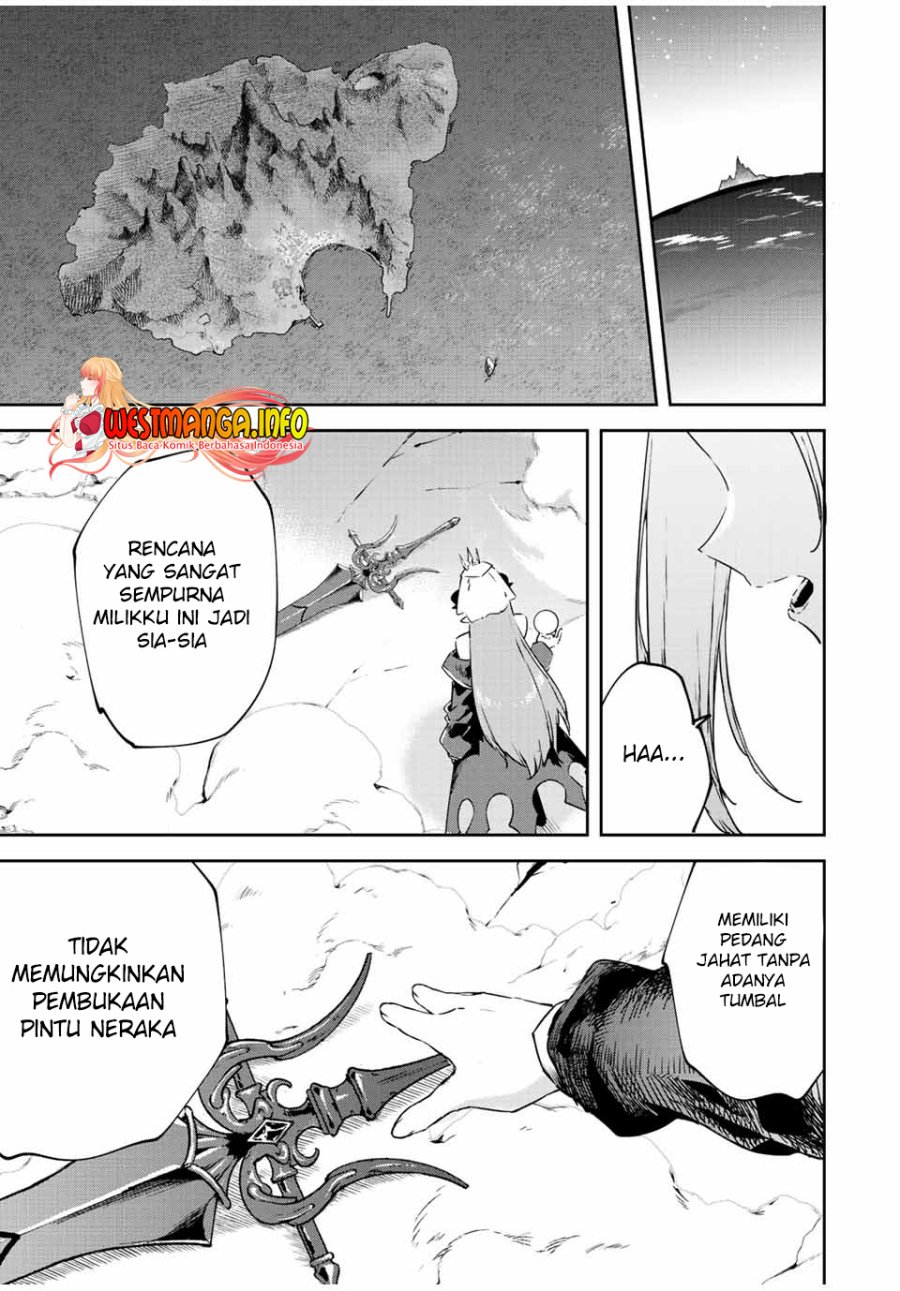 WESTMANGA.INFO
Situs Baca Komik Berbahasa Indonesia
HAA...
RENCANA
YANG SANGAT
SEMPURNA
MILIKKU INI JADI
SIA-SIA
MEMILIKI
PEDANG
JAHAT TANPA
ADANYA
TUMBAL
TIDAK
MEMUNGKINKAN
PEMBUKAAN
PINTU NERAKA